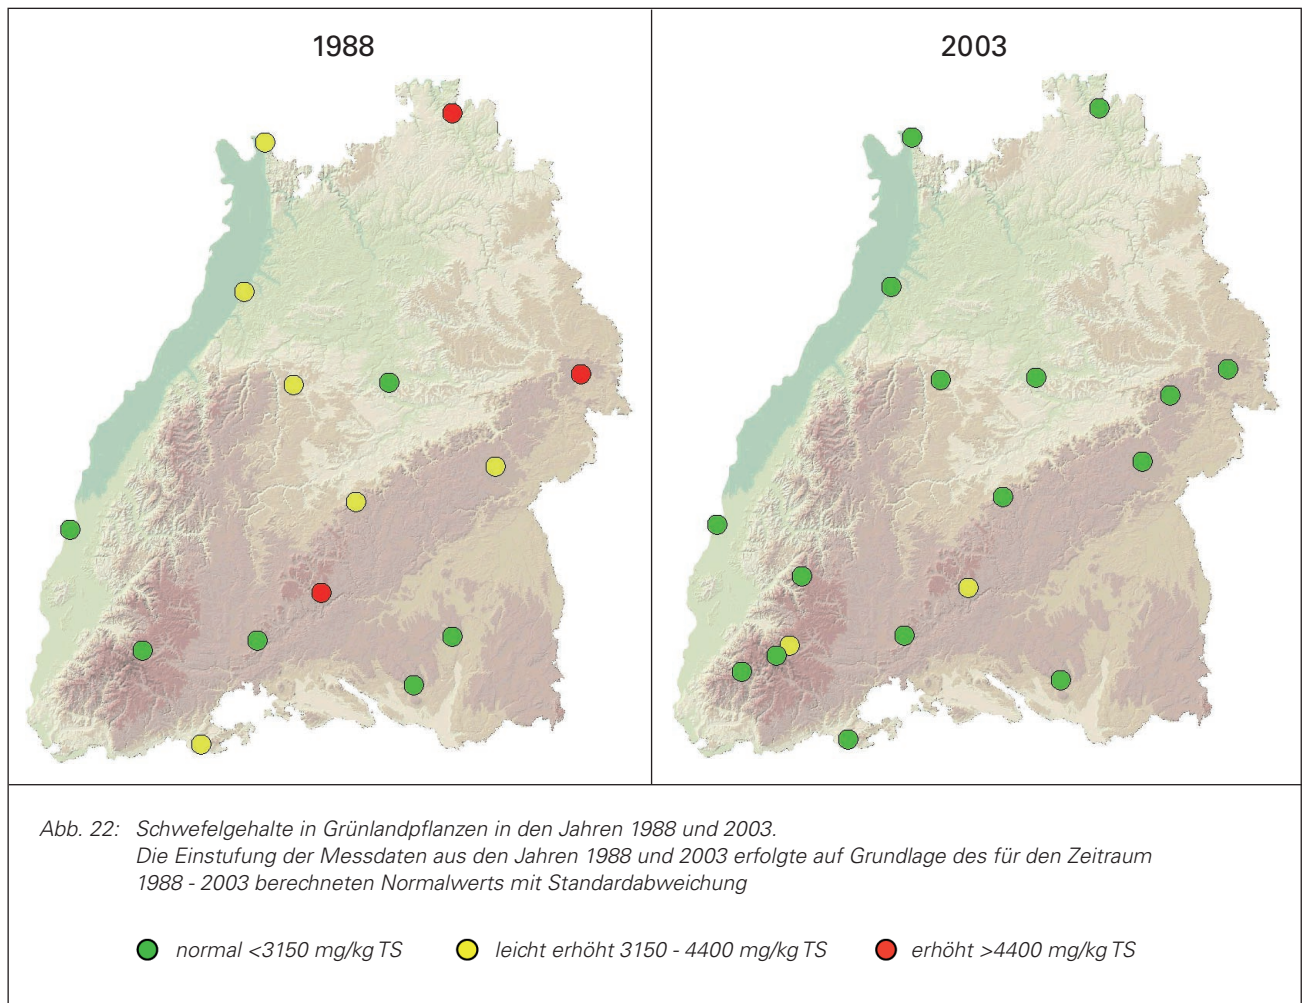 1988
2003
Abb. 22: Schwefelgehalte in Grünlandpflanzen in den Jahren 1988 und 2003.
Die Einstufung der Messdaten aus den Jahren 1988 und 2003 erfolgte auf Grundlage des für den Zeitraum
1988 - 2003 berechneten Normalwerts mit Standardabweichung
normal <3150 mg/kg TS
leicht erhöht 3150 - 4400 mg/kg TS
erhöht >4400 mg/kg TS